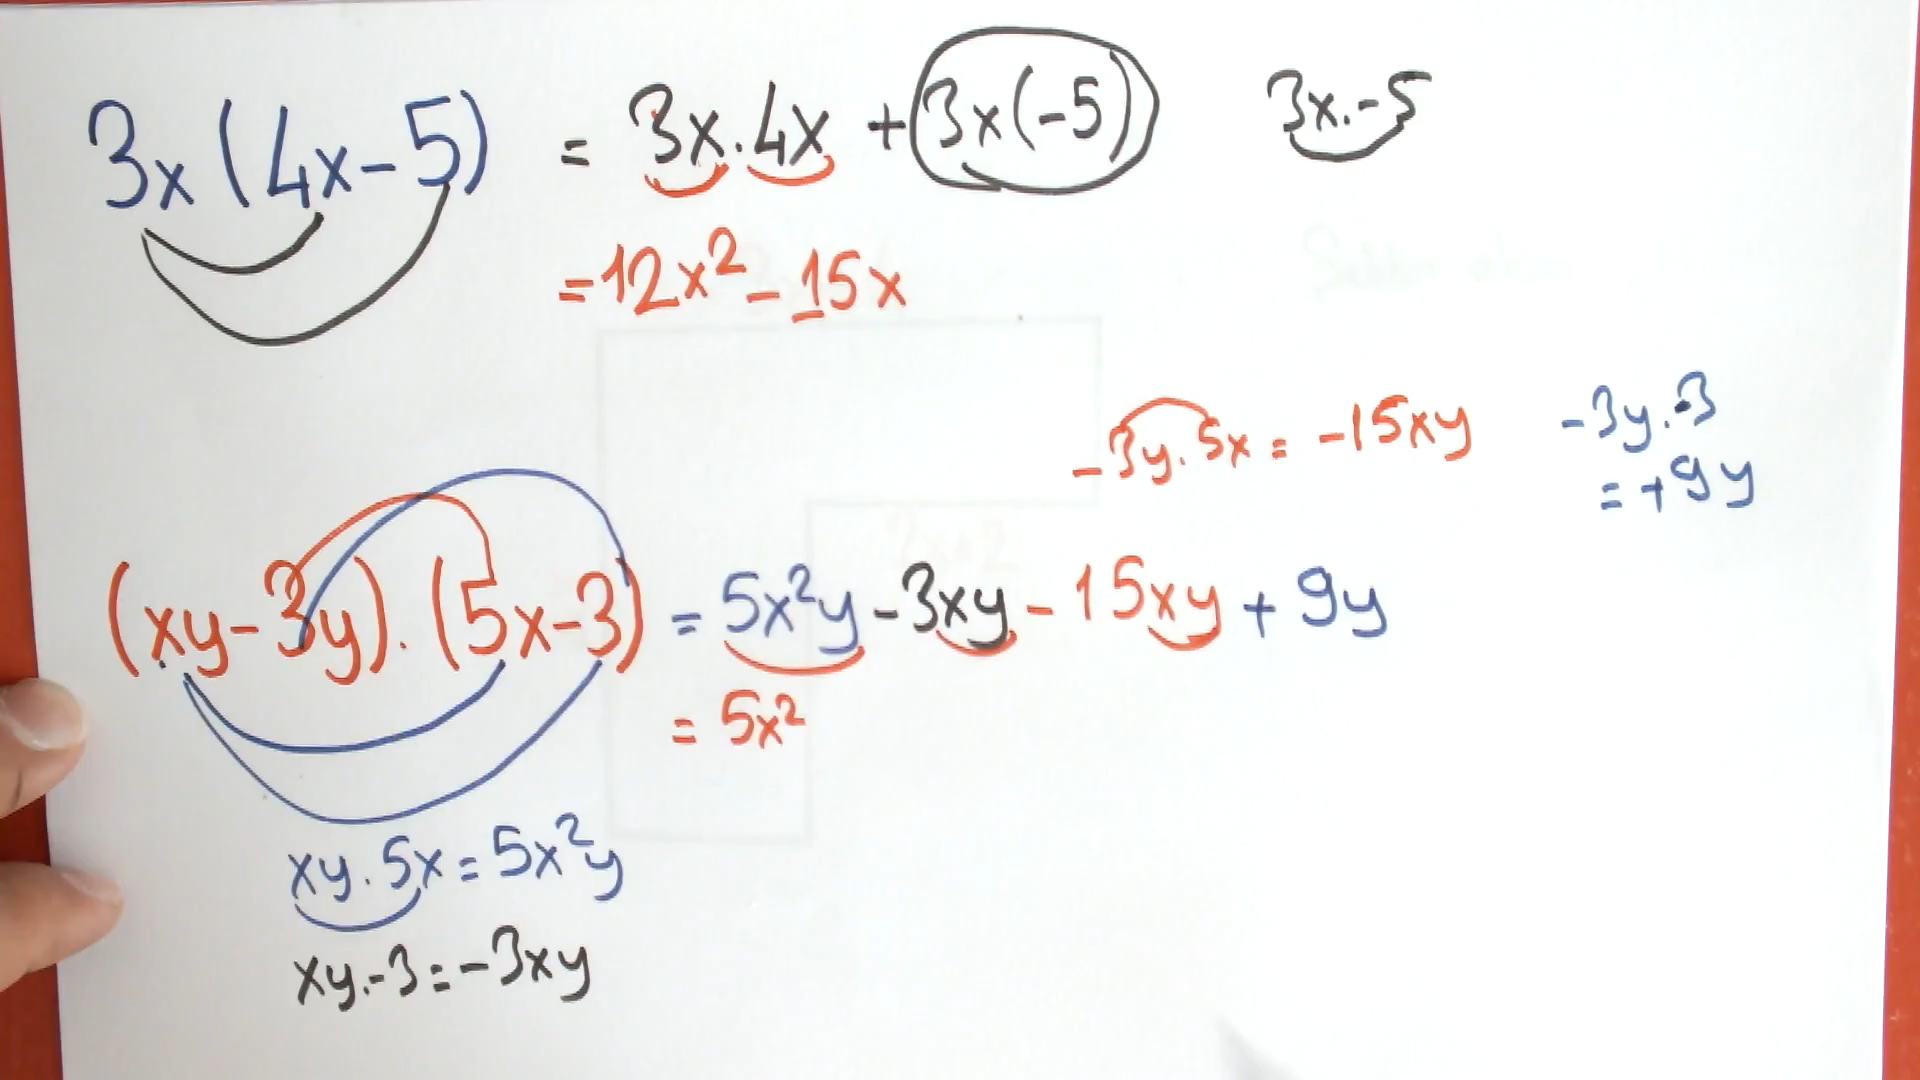 3x(4x-5) = 3x.4x + 3x(-5) 3x.-5
=12x² - 15x
-3y.5x = -15xy -3y.-3
= +9y
(xy-3y).(5x-3) = 5x²y - 3xy - 15xy + 9y
= 5x²
xy.5x = 5x²y
xy.-3 = -3xy